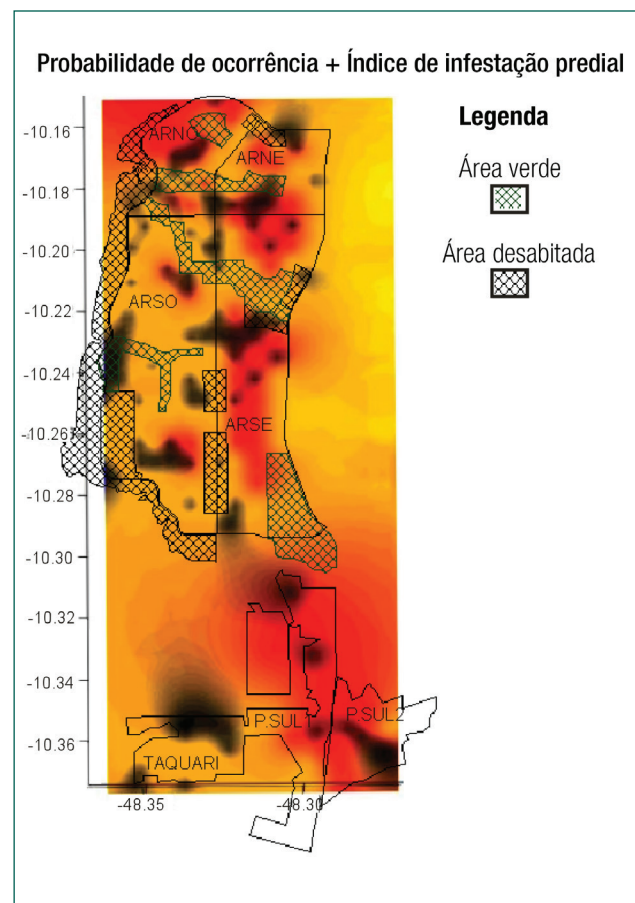 Probabilidade de ocorrência + Índice de infestação predial
Legenda
Área verde
Área desabitada
-10.16
-10.18
-10.20
-10.22
-10.24
-10.26
-10.28
-10.30
-10.32
-10.34
-10.36
-48.35
-48.30
ARNO
ARNE
ARSO
ARSE
P.SUL
P.SUL2
TAQUARI